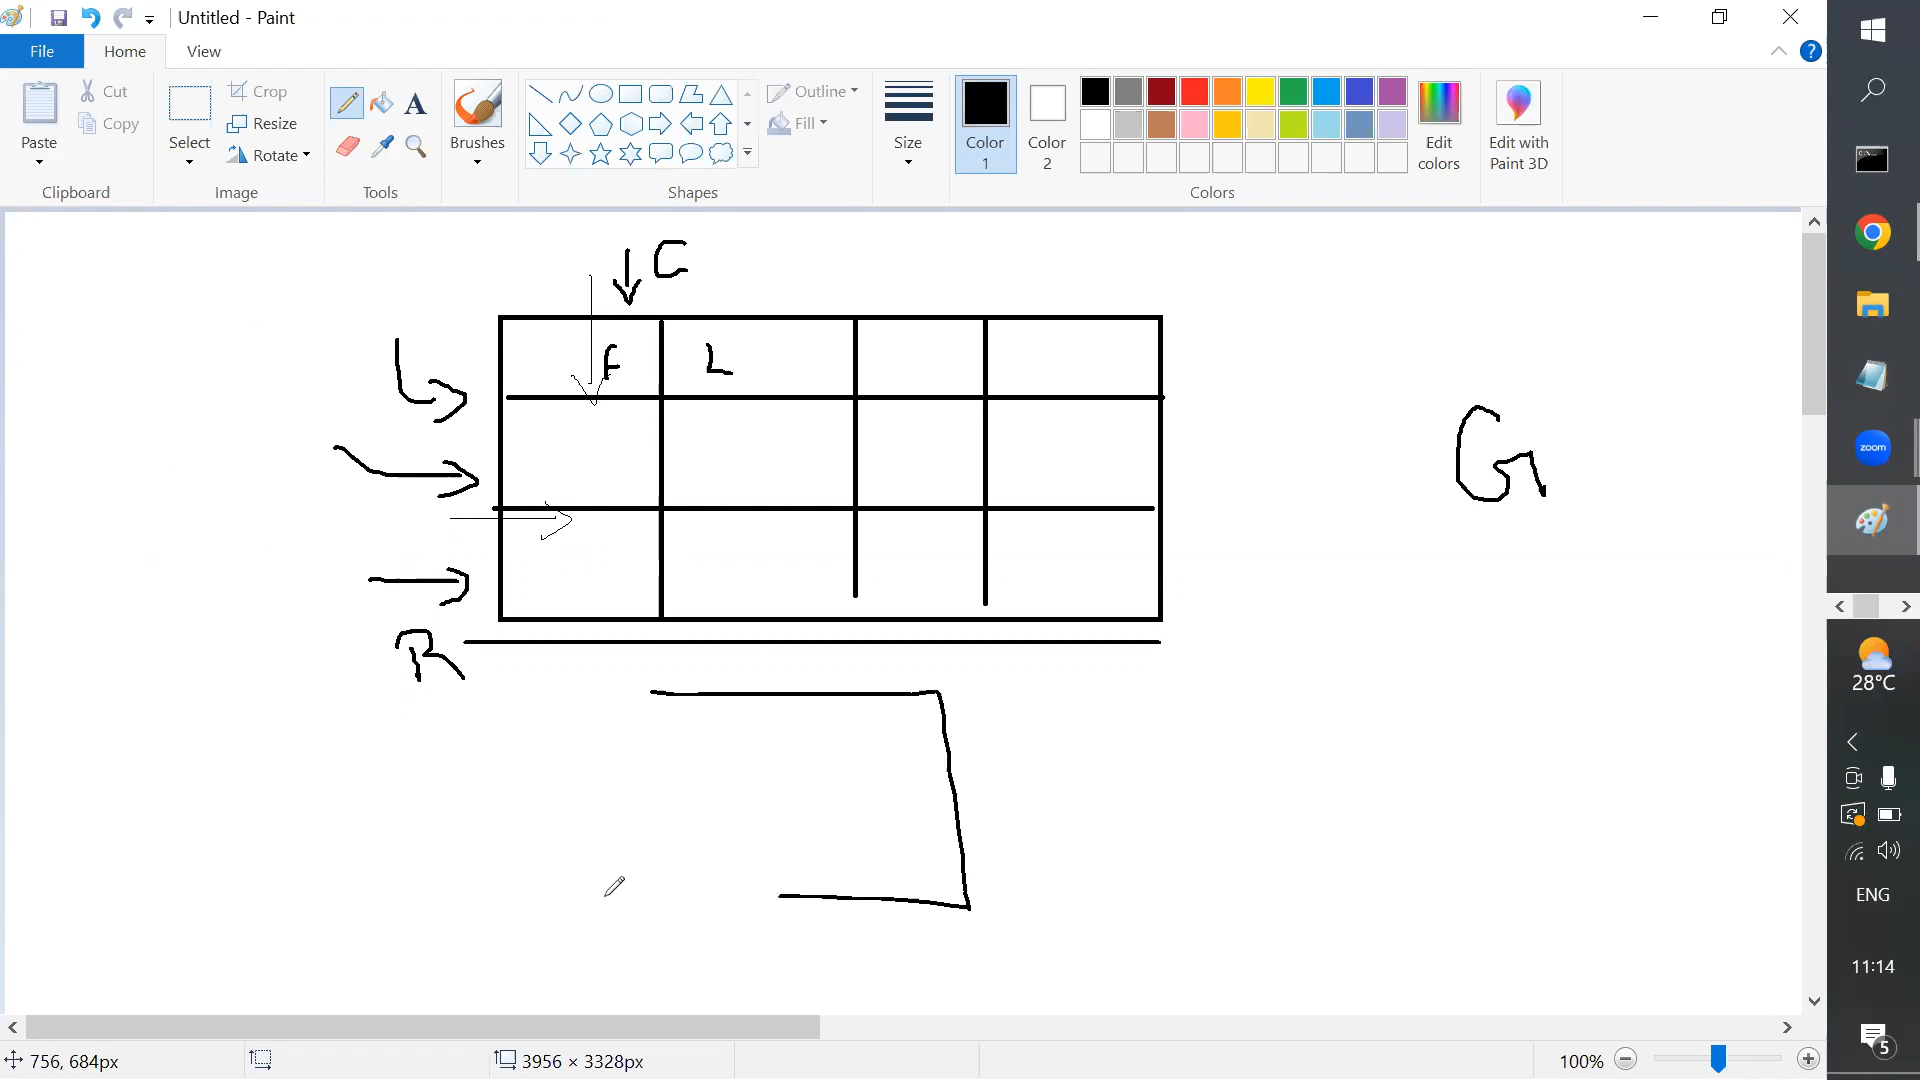 Untitled - Paint
File Home View
Paste
Cut
Copy
Clipboard
Select
Crop
Resize
Rotate
Image
Tools
Brushes
Shapes
Outline
Fill
Size
Color 1
Color 2
Edit colors
Edit with Paint 3D
Colors
C
F L
R
G
zoom
28°C
ENG
11:14
5
756, 684px
3956 × 3328px
100%